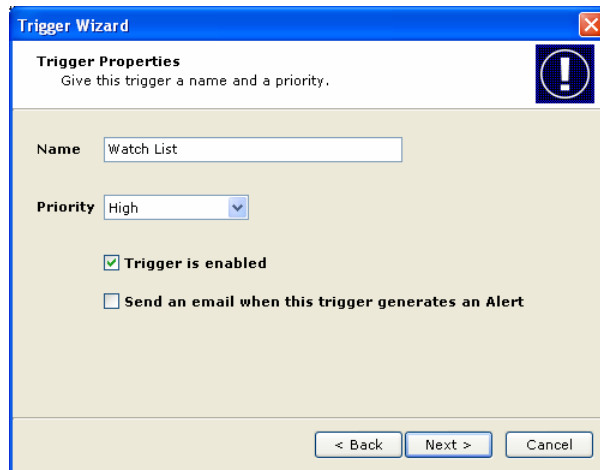 Trigger Wizard
Trigger Properties
Give this trigger a name and a priority.
Name Watch List
Priority High
Trigger is enabled
Send an email when this trigger generates an Alert
< Back Next > Cancel